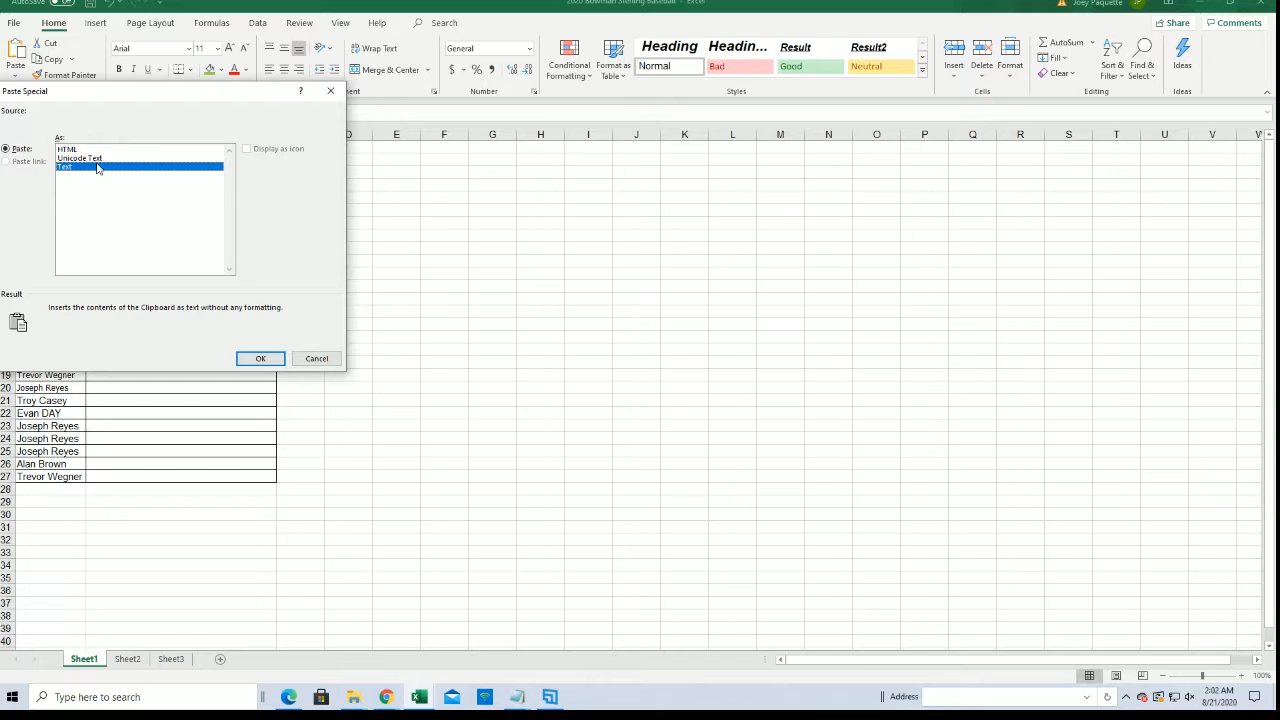 AutoSave Off 2020 Bowman Sterling Baseball - Excel Joey Paquette JP
File Home Insert Page Layout Formulas Data Review View Help Search Share Comments
Paste Cut Copy Format Painter
Arial 11 A A
B I U A
Wrap Text
Merge & Center
General
$ % ,
Number
Conditional Formatting
Format as Table
Heading Headin... Result Result2
Normal Bad Good Neutral
Styles
Insert Delete Format
Cells
AutoSum
Fill
Clear
Sort & Filter
Find & Select
Editing
Ideas
Paste Special ?
Source:
As:
Paste:
Paste link:
HTML
Unicode Text
Text
Display as icon
Result
Inserts the contents of the Clipboard as text without any formatting.
OK Cancel
D E F G H I J K L M N O P Q R S T U V W
19 Trevor Wegner
20 Joseph Reyes
21 Troy Casey
22 Evan DAY
23 Joseph Reyes
24 Joseph Reyes
25 Joseph Reyes
26 Alan Brown
27 Trevor Wegner
28
29
30
31
32
33
34
35
36
37
38
39
40
Sheet1 Sheet2 Sheet3
100%
Type here to search
Address
2:02 AM
8/21/2020